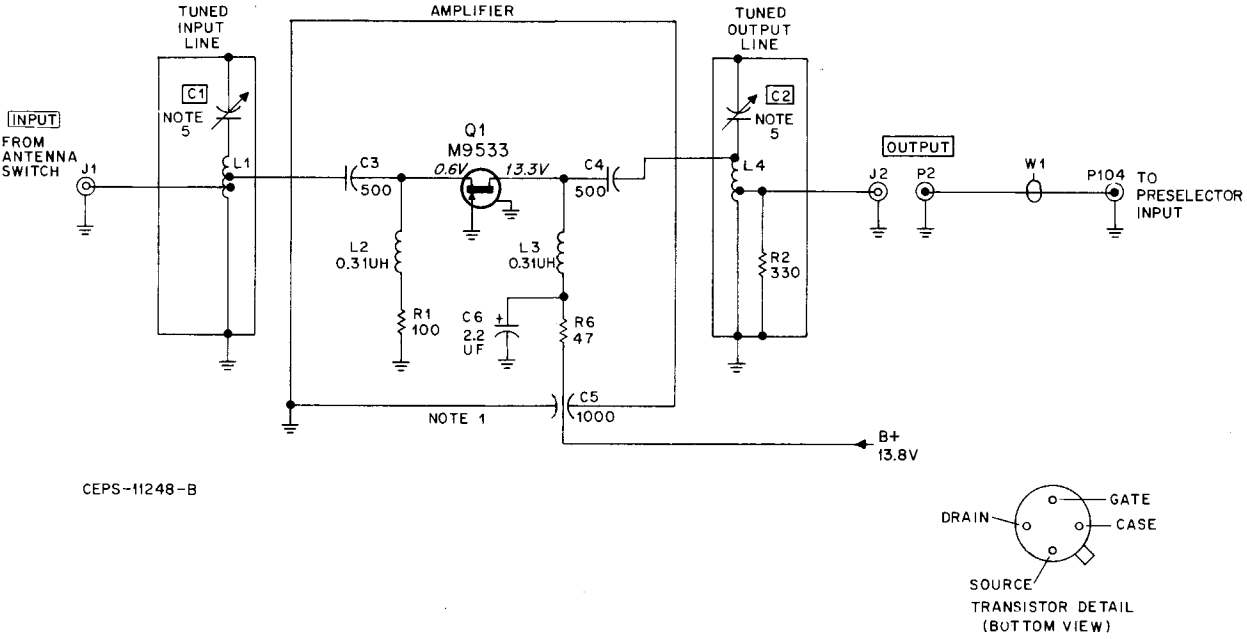 TUNED
INPUT
LINE
AMPLIFIER
TUNED
OUTPUT
LINE
C1
NOTE
5
INPUT
FROM
ANTENNA
SWITCH
J1
L1
C3
500
Q1
M9533
0.6V
13.3V
C4
500
C2
NOTE
5
L4
OUTPUT
J2
P2
W1
P104
TO
PRESELECTOR
INPUT
L2
0.31UH
L3
0.31UH
R2
330
R1
100
C6
+
2.2
UF
R6
47
C5
1000
NOTE 1
B+
13.8V
CEPS-11248-B
GATE
DRAIN
CASE
SOURCE
TRANSISTOR DETAIL
(BOTTOM VIEW)